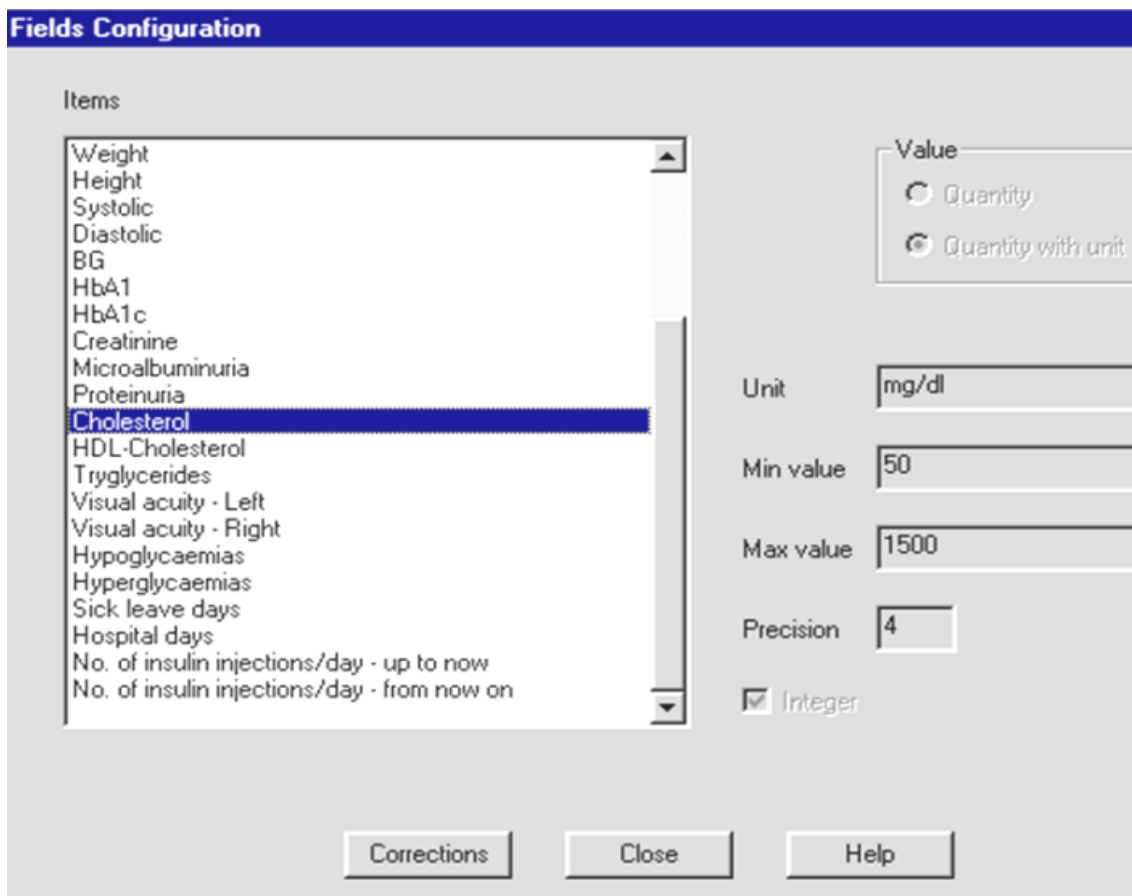 Fields Configuration
Items
Weight
Height
Systolic
Diastolic
BG
HbA1
HbA1c
Creatinine
Microalbuminuria
Proteinuria
Cholesterol
HDL-Cholesterol
Tryglycerides
Visual acuity - Left
Visual acuity - Right
Hypoglycaemias
Hyperglycaemias
Sick leave days
Hospital days
No. of insulin injections/day - up to now
No. of insulin injections/day - from now on
Value
Quantity
Quantity with unit
Unit mg/dl
Min value 50
Max value 1500
Precision 4
Integer
Corrections Close Help